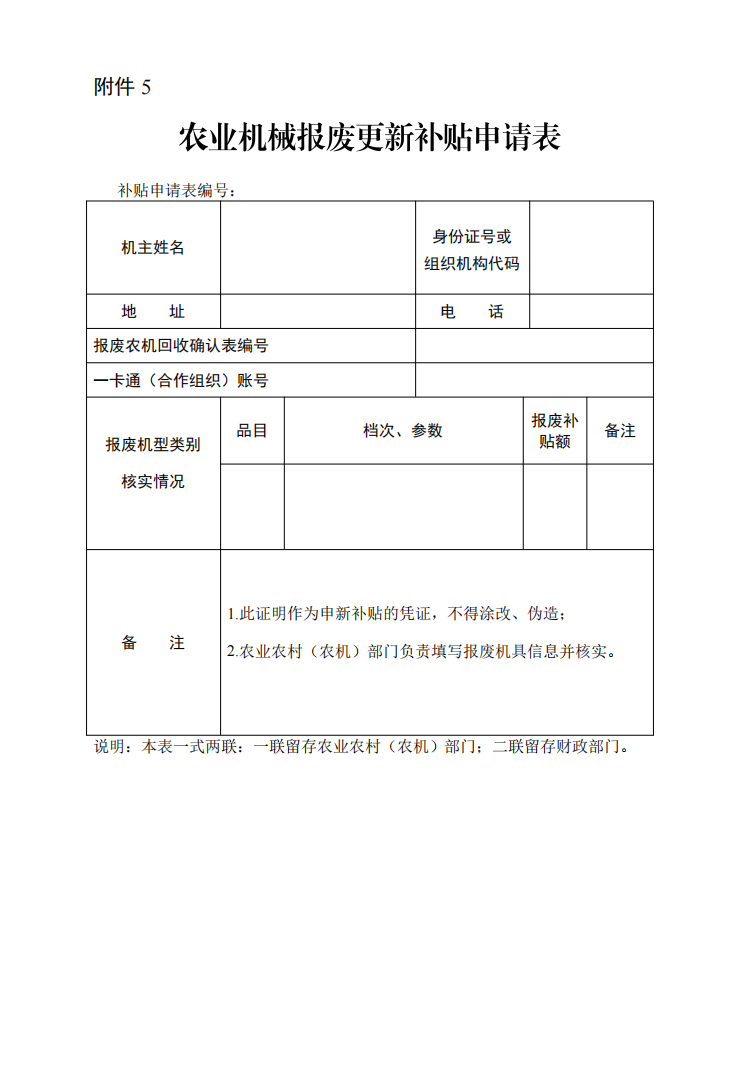 附件 5
农业机械报废更新补贴申请表
补贴申请表编号：
机主姓名
身份证号或
组织机构代码
地　　址
电　　话
报废农机回收确认表编号
一卡通（合作组织）账号
报废机型类别
核实情况
品目
档次、参数
报废补
贴额
备注
备　　注
1.此证明作为申新补贴的凭证，不得涂改、伪造；
2.农业农村（农机）部门负责填写报废机具信息并核实。
说明：本表一式两联：一联留存农业农村（农机）部门；二联留存财政部门。